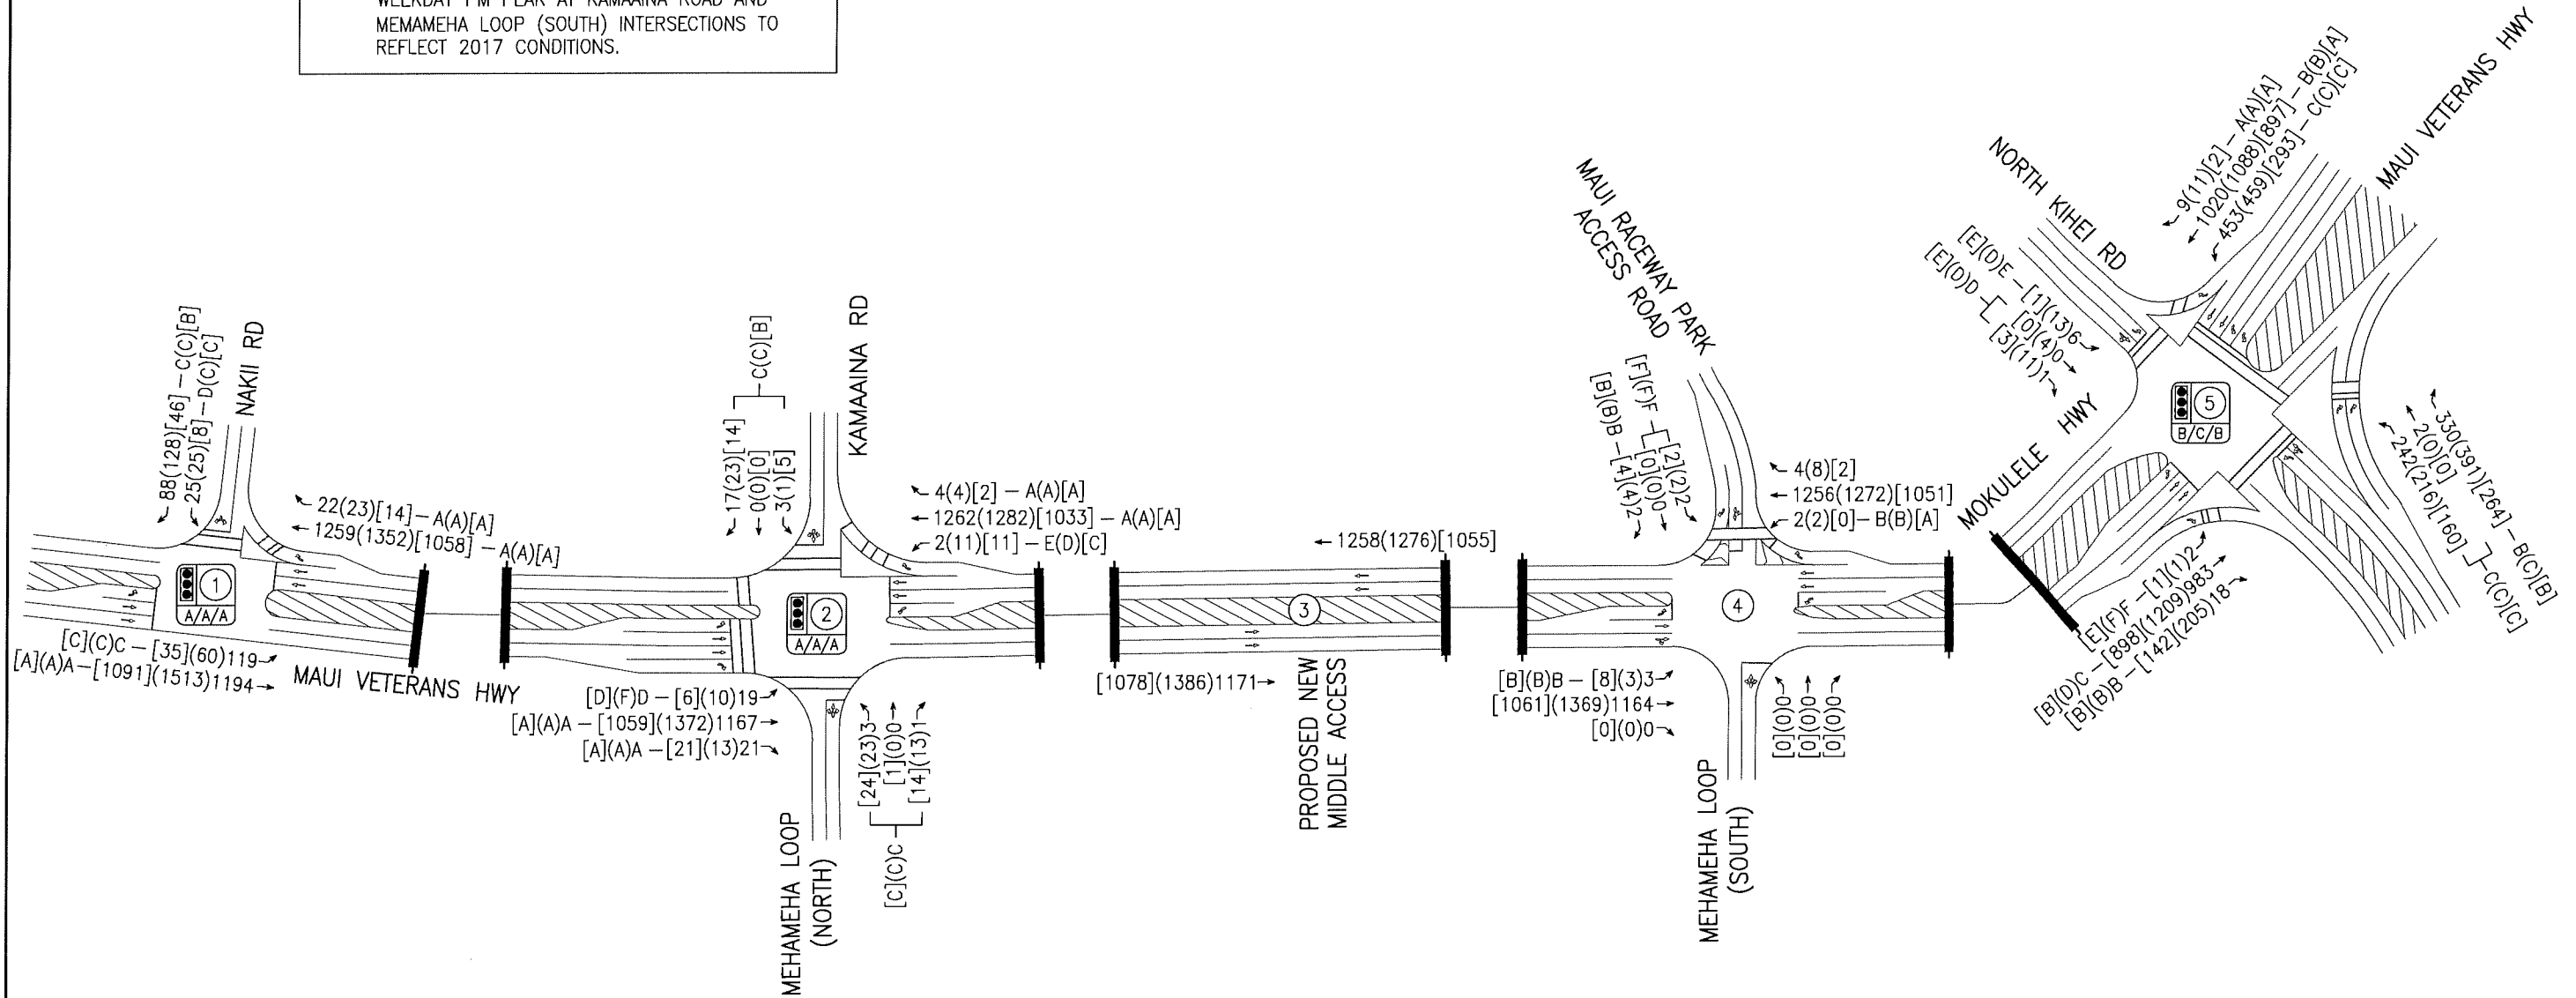 MEMAMEHA LOOP (SOUTH) INTERSECTIONS TO
REFLECT 2017 CONDITIONS.
88(128)[46] – C(C)[B]
25(25)[8] – D(C)[C]
NAKII RD
22(23)[14] – A(A)[A]
1259(1352)[1058] – A(A)[A]
1
A/A/A
[C](C)C – [35](60)119
[A](A)A – [1091](1513)1194
MAUI VETERANS HWY
17(23)[14]
0(0)[0]
3(1)[5]
C(C)[B]
KAMAAINA RD
4(4)[2] – A(A)[A]
1262(1282)[1033] – A(A)[A]
2(11)[11] – E(D)[C]
2
A/A/A
[D](F)D – [6](10)19
[A](A)A – [1059](1372)1167
[A](A)A – [21](13)21
[24](23)3
[1](0)0
[14](13)1
[C](C)C
MEHAMEHA LOOP
(NORTH)
1258(1276)[1055]
3
[1078](1386)1171
PROPOSED NEW
MIDDLE ACCESS
MAUI RACEWAY PARK
ACCESS ROAD
[F](F)F – [2](2)2
[0](0)0
[B](B)B – [4](4)2
4(8)[2]
1256(1272)[1051]
2(2)[0] – B(B)[A]
4
[B](B)B – [8](3)3
[1061](1369)1164
[0](0)0
[0](0)0
[0](0)0
[0](0)0
MEHAMEHA LOOP
(SOUTH)
NORTH KIHEI RD
[E](D)E – [1](13)6
[E](D)D – [0](4)0
[3](11)1
9(11)[2] – A(A)[A]
1020(1088)[897] – B(B)[A]
453(459)[293] – C(C)[C]
MAUI VETERANS HWY
5
B/C/B
MOKULELE HWY
330(391)[264] – B(C)[B]
2(0)[0]
242(216)[160]
C(C)[C]
[E](F)F – [1](1)2
[B](D)C – [898](1209)983
[B](B)B – [142](205)18